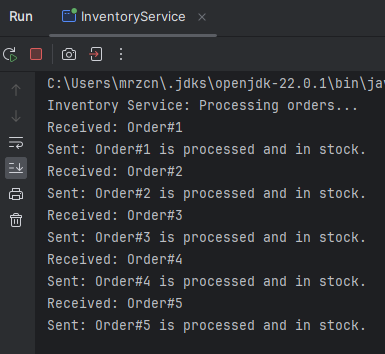 Run
InventoryService
C:\Users\mrzcn\.jdks\openjdk-22.0.1\bin\jav
Inventory Service: Processing orders...
Received: Order#1
Sent: Order#1 is processed and in stock.
Received: Order#2
Sent: Order#2 is processed and in stock.
Received: Order#3
Sent: Order#3 is processed and in stock.
Received: Order#4
Sent: Order#4 is processed and in stock.
Received: Order#5
Sent: Order#5 is processed and in stock.